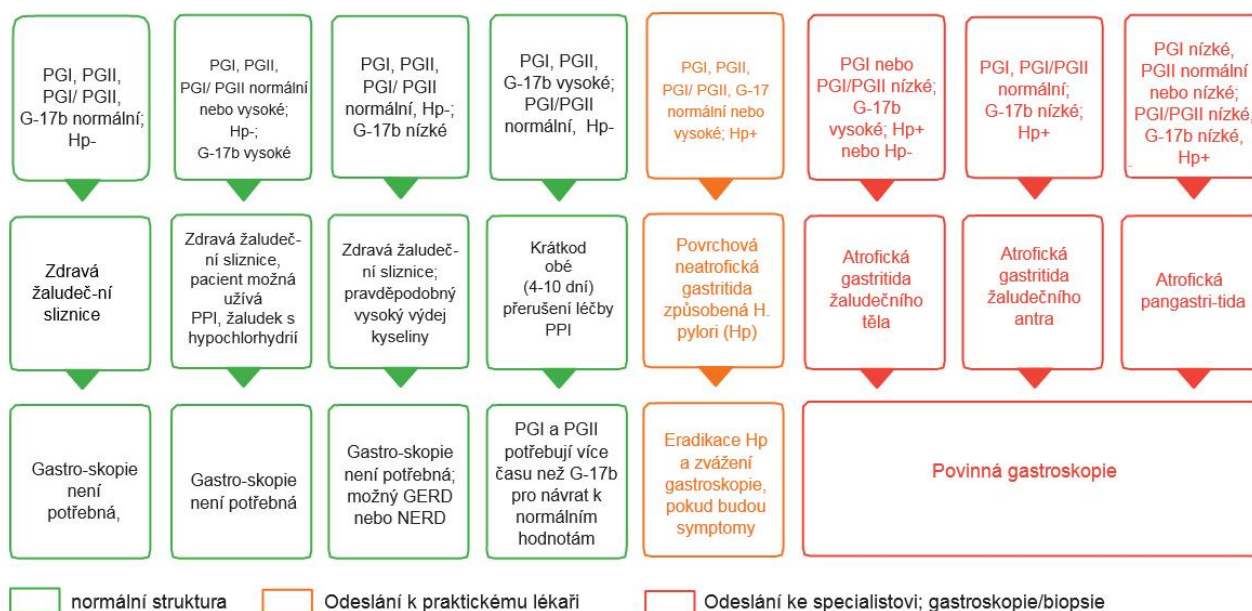 PGI, PGII,
PGI/ PGII,
G-17b normální;
Hp-
PGI, PGII,
PGI/ PGII normální
nebo vysoké;
Hp-;
G-17b vysoké
PGI, PGII,
PGI/ PGII
normální, Hp-;
G-17b nízké
PGI, PGII,
G-17b vysoké;
PGI/PGII
normální, Hp-
PGI, PGII,
PGI/ PGII, G-17
normální nebo
vysoké; Hp+
PGI nebo
PGI/PGII nízké;
G-17b
vysoké; Hp+
nebo Hp-
PGI, PGI/PGII
normální;
G-17b nízké;
Hp+
PGI nízké,
PGII normální
nebo nízké;
PGI/PGII nízké,
G-17b nízké,
Hp+
Zdravá
žaludeč-ní
sliznice
Zdravá žaludeč-
ní sliznice,
pacient možná
užívá
PPI, žaludek s
hypochlorhydrií
Zdravá žaludeč-
ní sliznice;
pravděpodobný
vysoký výdej
kyseliny
Krátkod
obé
(4-10 dní)
přerušení léčby
PPI
Povrchová
neatrofická
gastritida
způsobená H.
pylori (Hp)
Atrofická
gastritida
žaludečního
těla
Atrofická
gastritida
žaludečního
antra
Atrofická
pangastri-tida
Gastro-skopie
není
potřebná,
Gastro-skopie
není potřebná
Gastro-skopie
není potřebná;
možný GERD
nebo NERD
PGI a PGII
potřebují více
času než G-17b
pro návrat k
normálním
hodnotám
Eradikace Hp
a zvážení
gastroskopie,
pokud budou
symptomy
Povinná gastroskopie
normální struktura
Odeslání k praktickému lékaři
Odeslání ke specialistovi; gastroskopie/biopsie